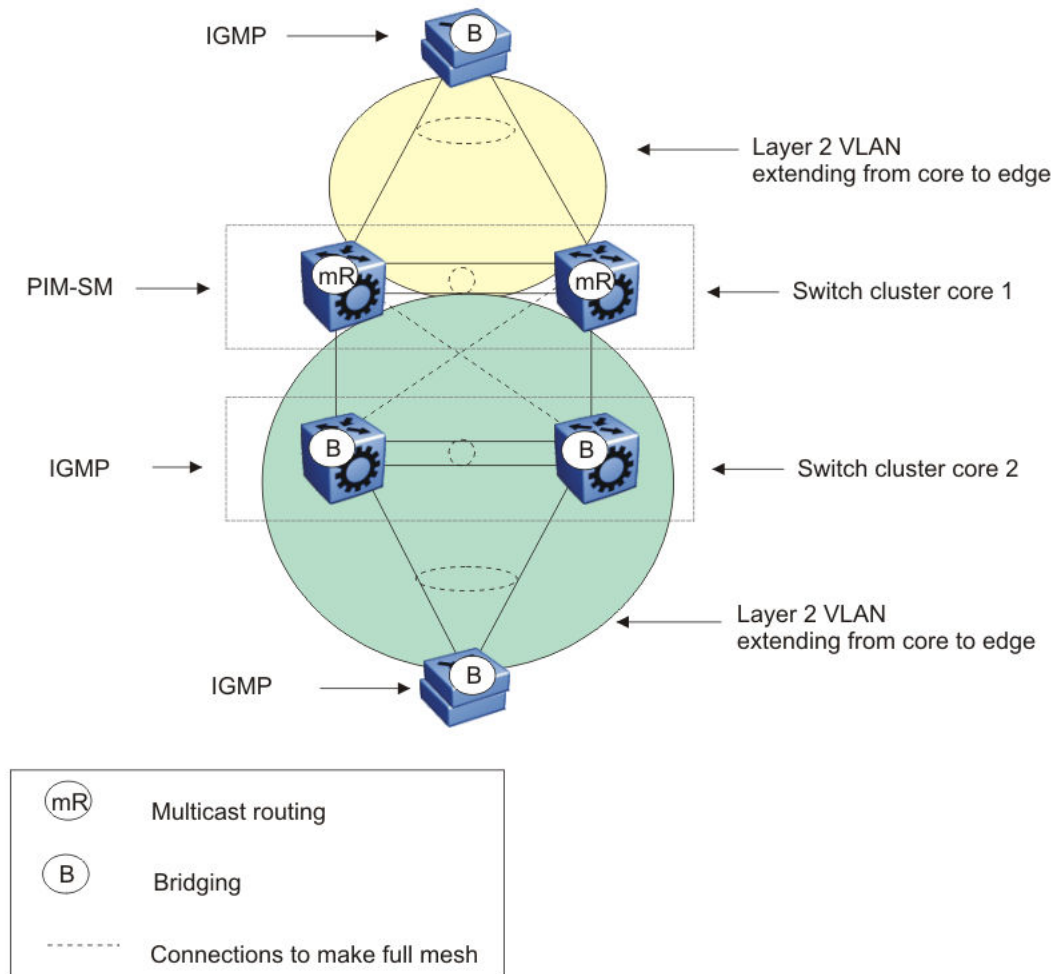 IGMP
B
Layer 2 VLAN
extending from core to edge
PIM-SM
mR
mR
Switch cluster core 1
IGMP
B
B
Switch cluster core 2
Layer 2 VLAN
extending from core to edge
IGMP
B
mR
Multicast routing
B
Bridging
Connections to make full mesh